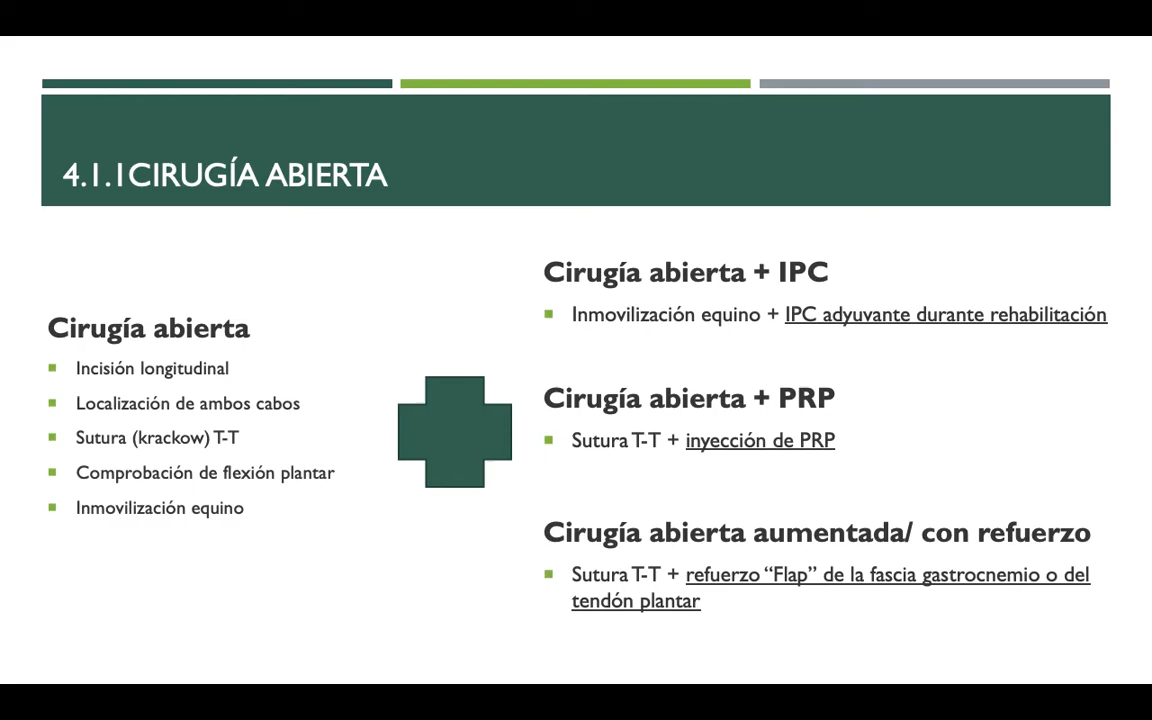 4.1.1CIRUGÍA ABIERTA
Cirugía abierta
Incisión longitudinal
Localización de ambos cabos
Sutura (krackow) T-T
Comprobación de flexión plantar
Inmovilización equino
Cirugía abierta + IPC
Inmovilización equino + IPC adyuvante durante rehabilitación
Cirugía abierta + PRP
Sutura T-T + inyección de PRP
Cirugía abierta aumentada/ con refuerzo
Sutura T-T + refuerzo “Flap” de la fascia gastrocnemio o del
tendón plantar